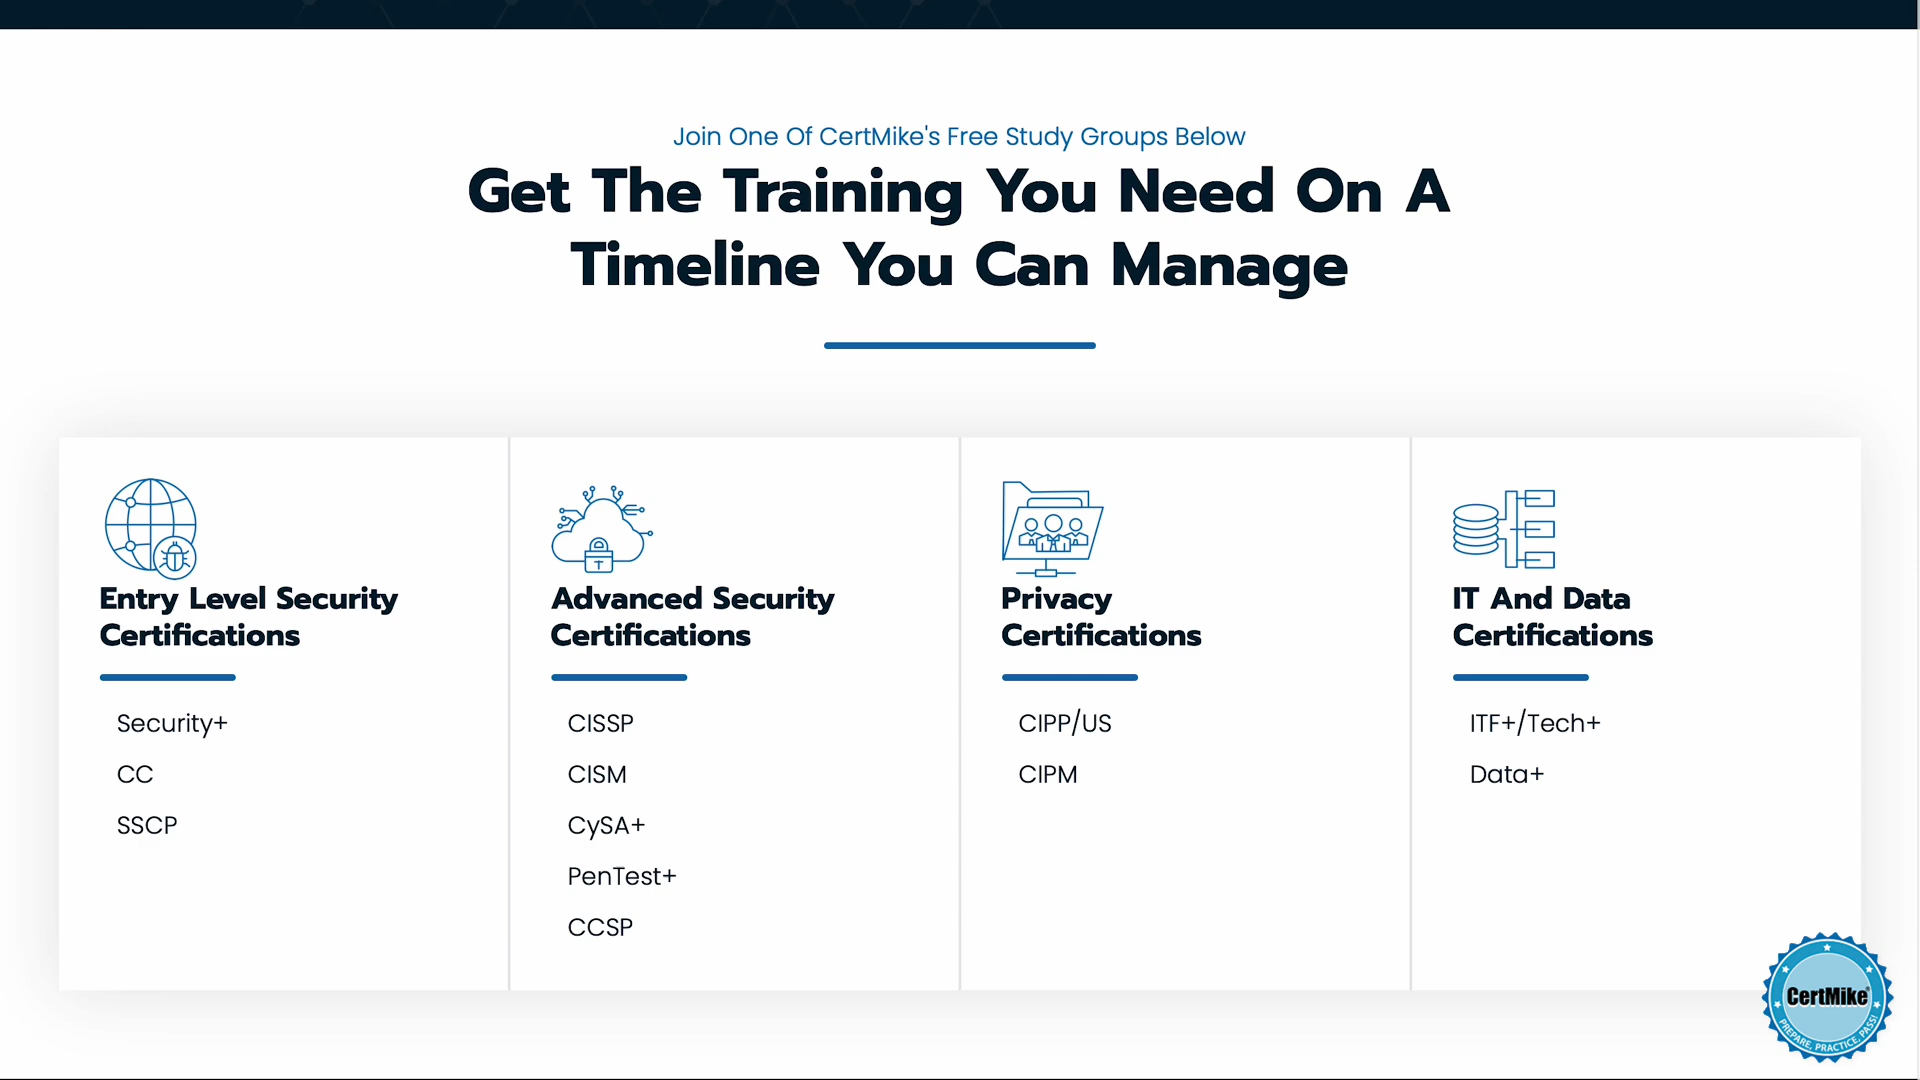 Join One Of CertMike's Free Study Groups Below
Get The Training You Need On A
Timeline You Can Manage
Entry Level Security
Certifications
Security+
CC
SSCP
Advanced Security
Certifications
CISSP
CISM
CySA+
PenTest+
CCSP
Privacy
Certifications
CIPP/US
CIPM
IT And Data
Certifications
ITF+/Tech+
Data+
CertMike®
PREPARE, PRACTICE, PASS!